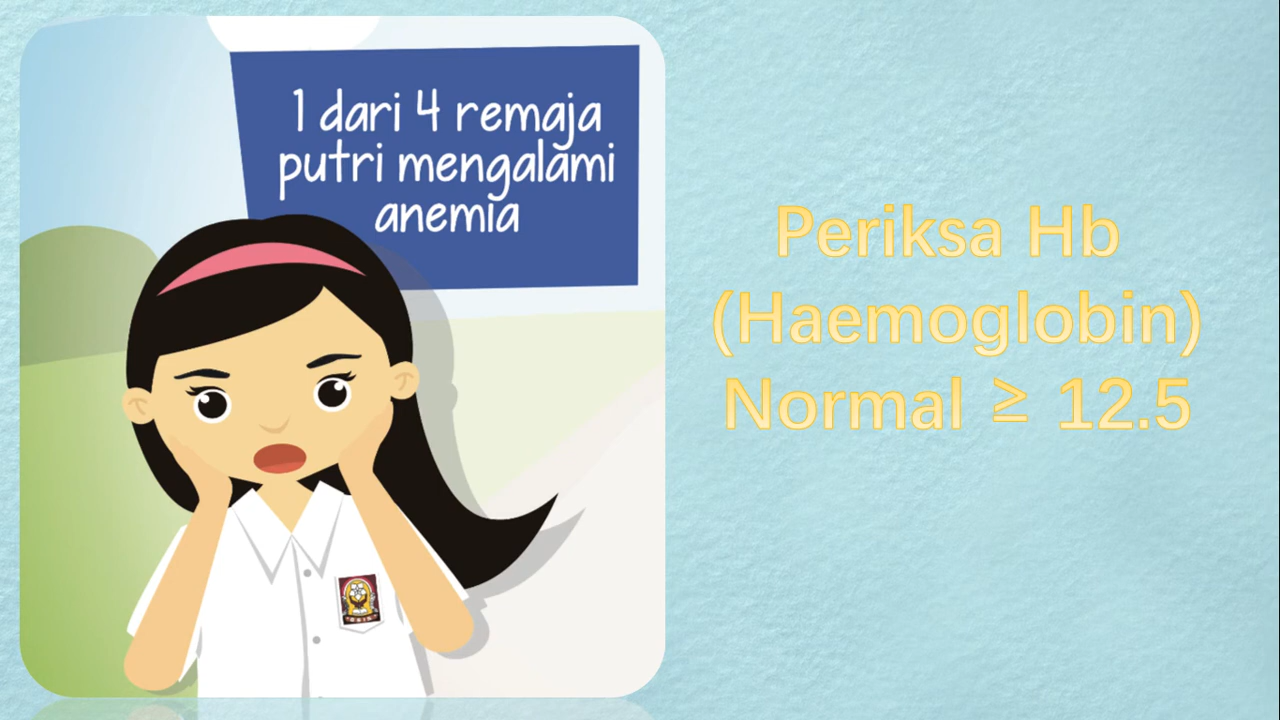 1 dari 4 remaja
putri mengalami
anemia
Periksa Hb
(Haemoglobin)
Normal ≥ 12.5